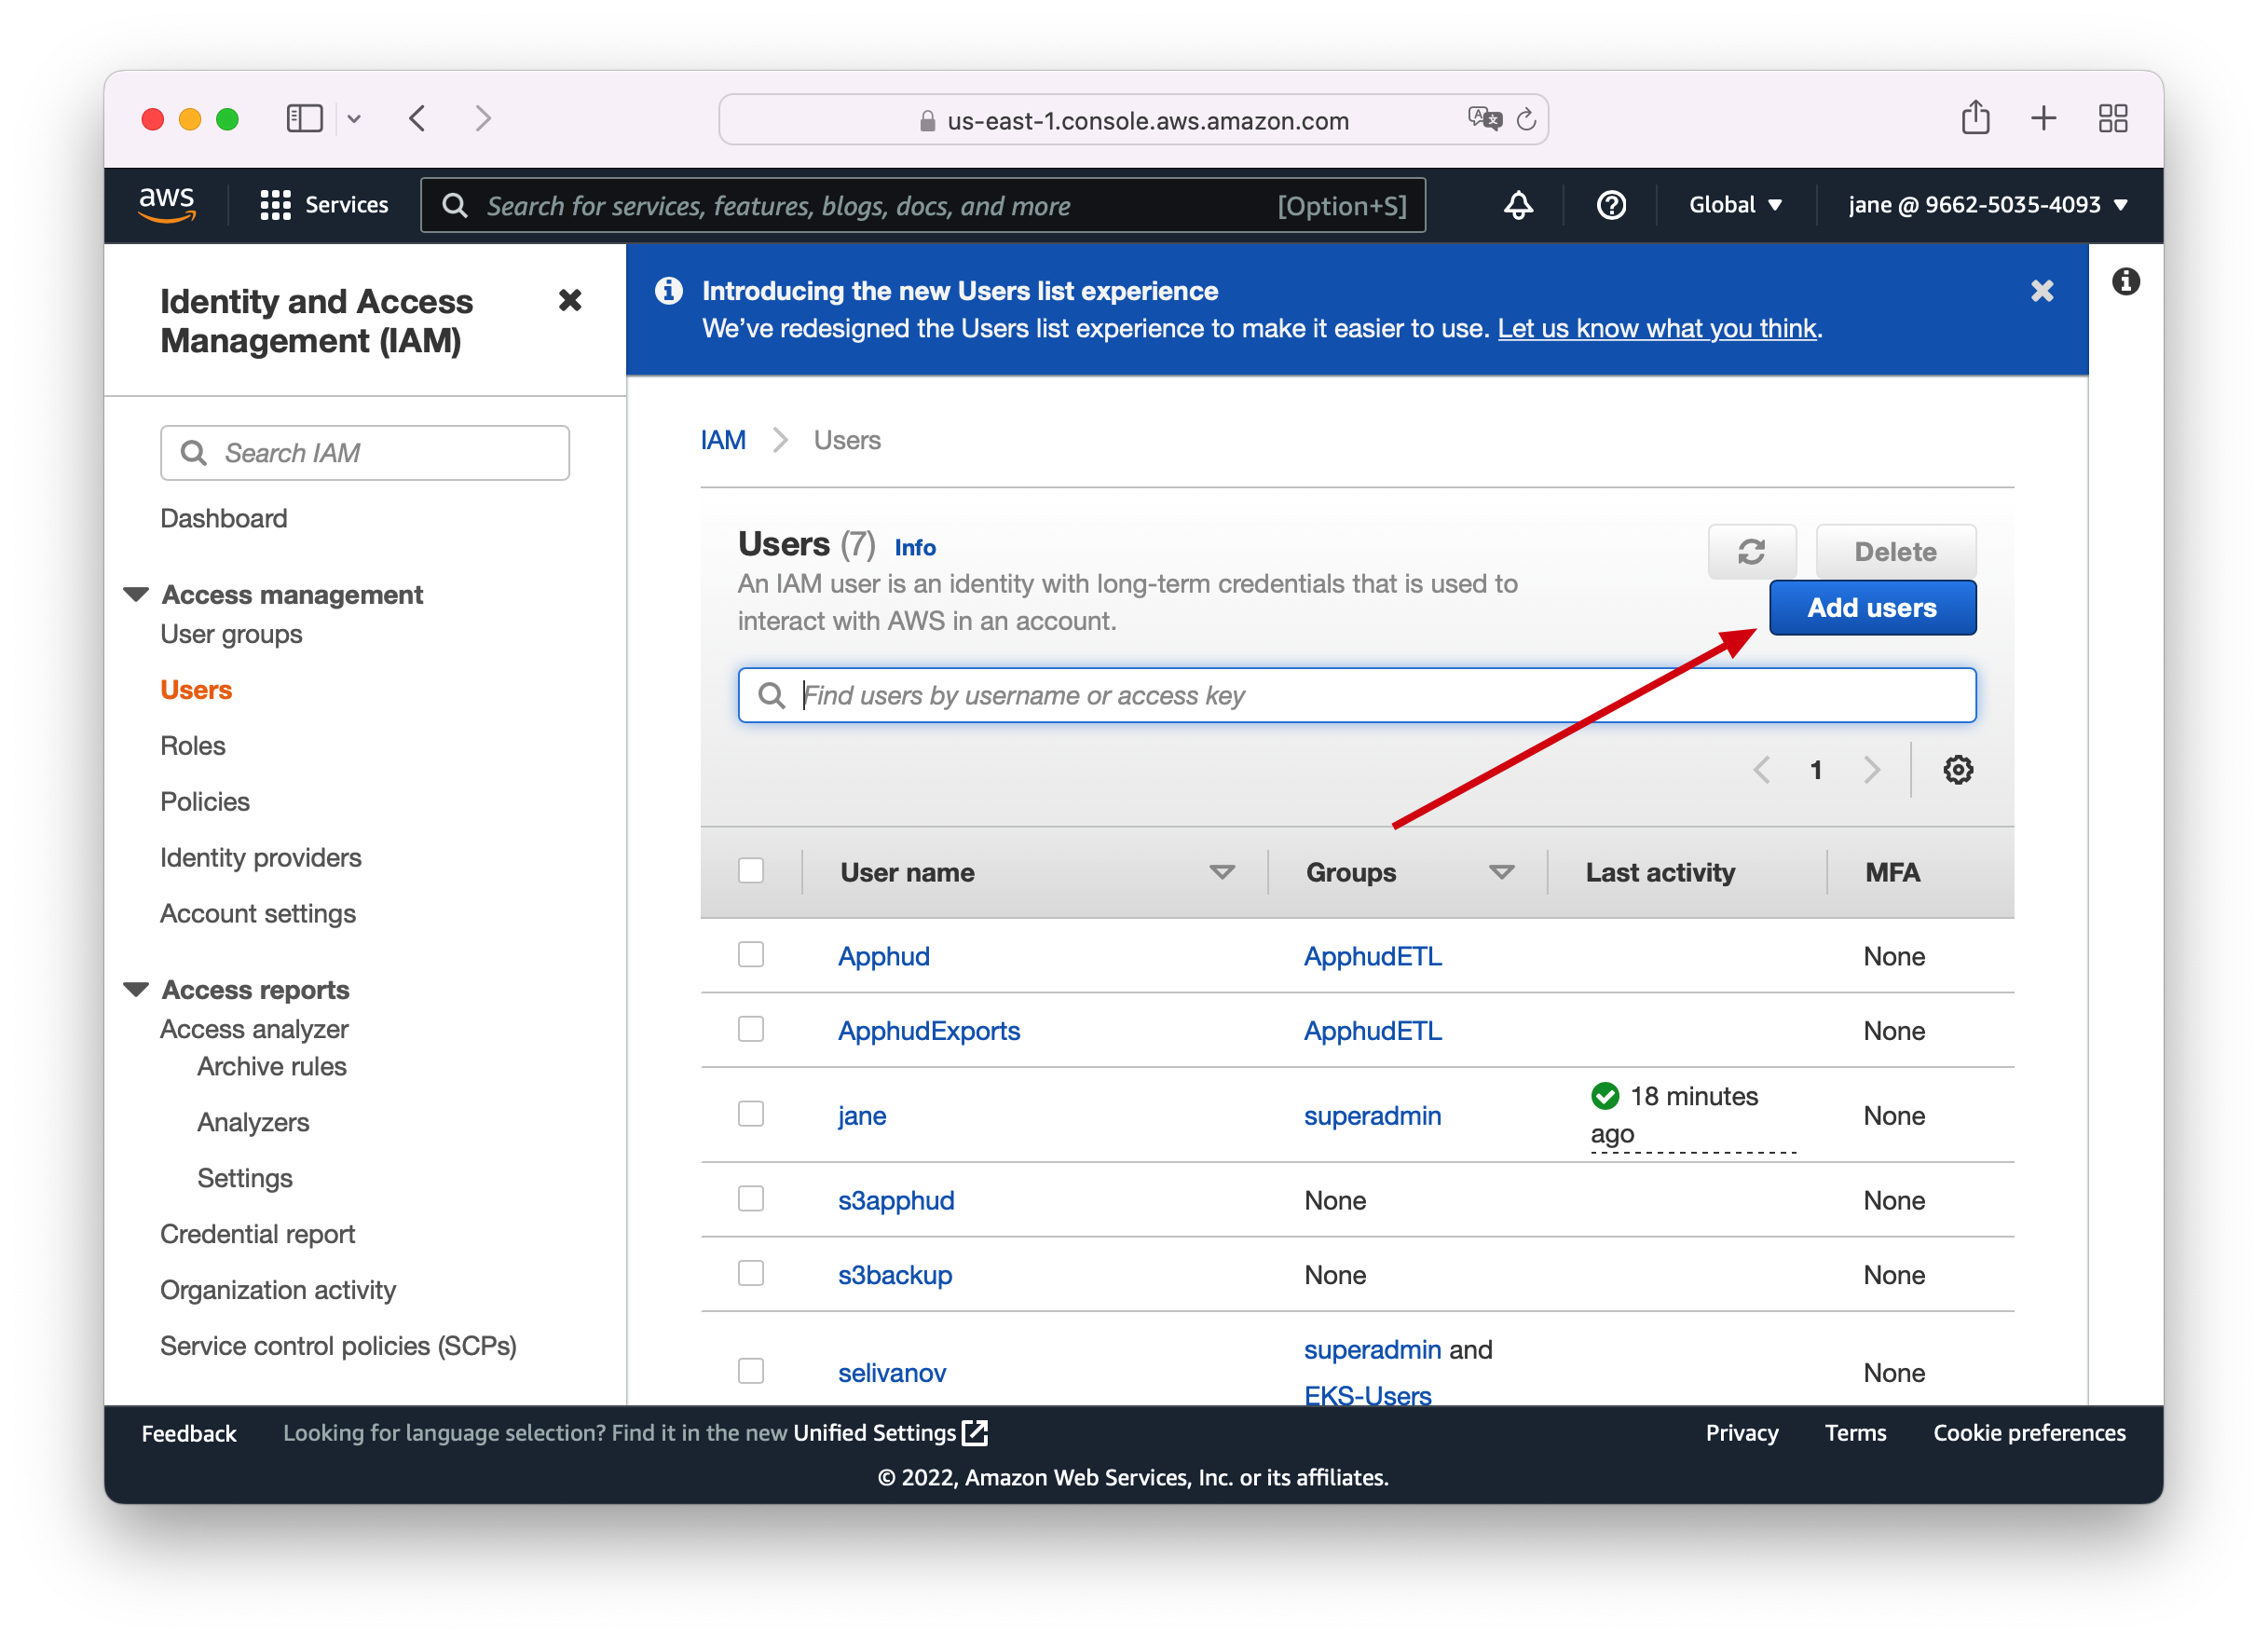 us-east-1.console.aws.amazon.com
aws
Services
Search for services, features, blogs, docs, and more
[Option+S]
Global
jane @ 9662-5035-4093
Identity and Access
Management (IAM)
Search IAM
Dashboard
Access management
User groups
Users
Roles
Policies
Identity providers
Account settings
Access reports
Access analyzer
Archive rules
Analyzers
Settings
Credential report
Organization activity
Service control policies (SCPs)
Introducing the new Users list experience
We've redesigned the Users list experience to make it easier to use. Let us know what you think.
IAM > Users
Users (7) Info
An IAM user is an identity with long-term credentials that is used to
interact with AWS in an account.
Delete
Add users
Find users by username or access key
1
User name Groups Last activity MFA
Apphud ApphudETL None
ApphudExports ApphudETL None
jane superadmin 18 minutes ago None
s3apphud None None
s3backup None None
selivanov superadmin and EKS-Users None
Feedback
Looking for language selection? Find it in the new Unified Settings
Privacy
Terms
Cookie preferences
© 2022, Amazon Web Services, Inc. or its affiliates.